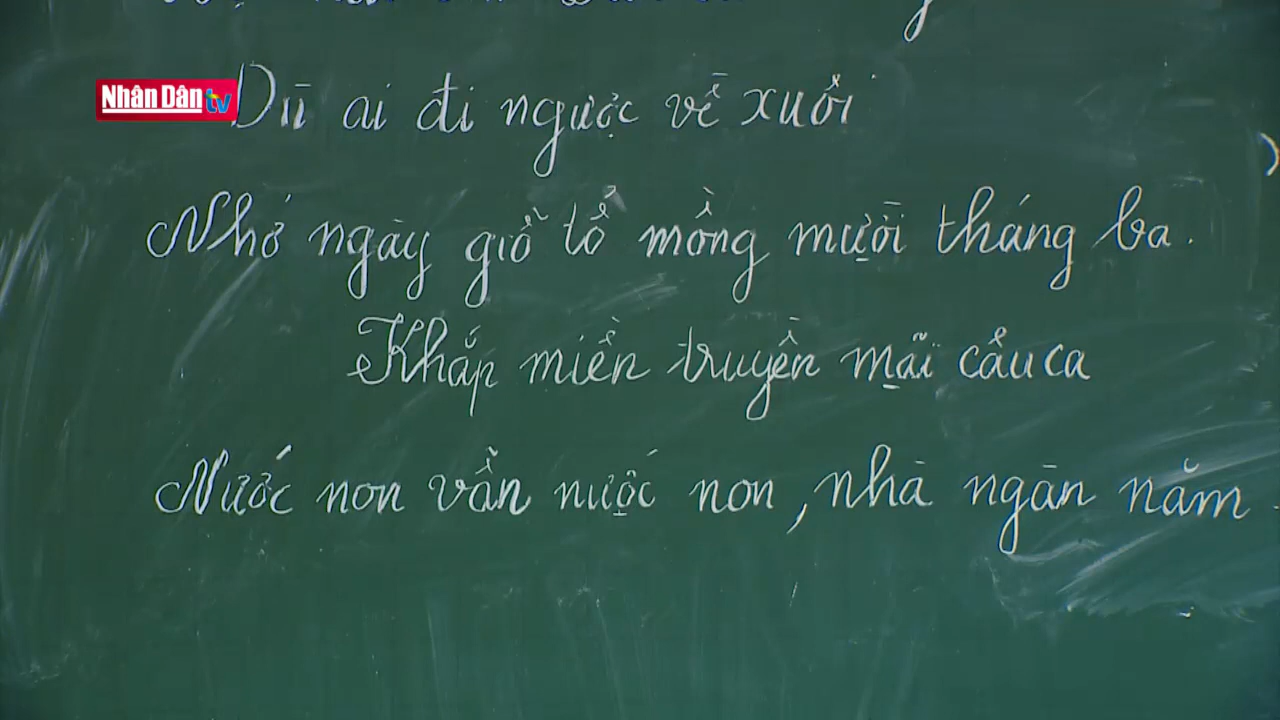 Nhân Dân tv
Dù ai đi ngược về xuôi
Nhớ ngày giỗ tổ mồng mười tháng ba.
Khắp miền truyền mãi câu ca
Nước non vẫn nước non, nhà ngàn năm